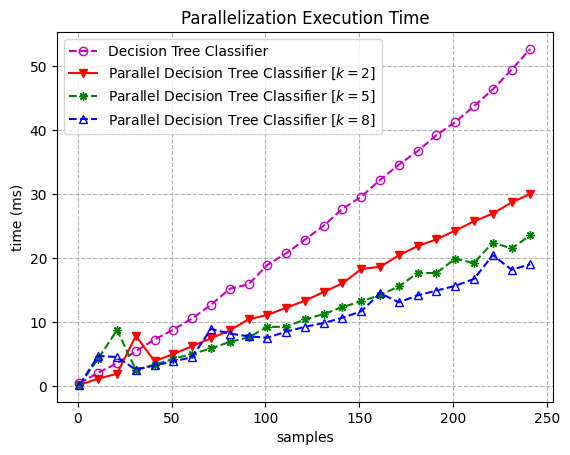 Parallelization Execution Time
Decision Tree Classifier
Parallel Decision Tree Classifier [k = 2]
Parallel Decision Tree Classifier [k = 5]
Parallel Decision Tree Classifier [k = 8]
time (ms)
50
40
30
20
10
0
0 50 100 150 200 250
samples